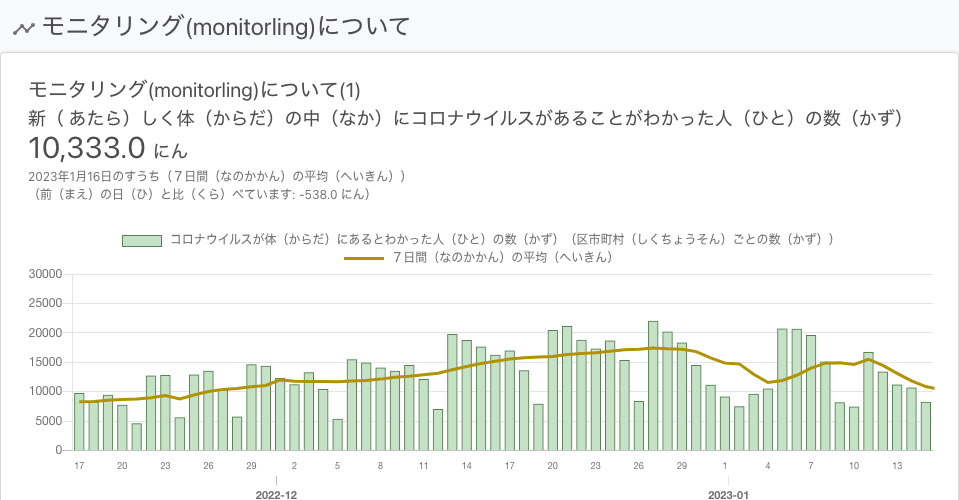 モニタリング(monitorling)について
モニタリング(monitorling)について(1)
新（ あたら）しく体（からだ）の中（なか）にコロナウイルスがあることがわかった人（ひと）の数（かず）
10,333.0 にん
2023年1月16日のすうち（７日間（なのかかん）の平均（へいきん））
（前（まえ）の日（ひ）と比（くら）べています: -538.0 にん）
コロナウイルスが体（からだ）にあるとわかった人（ひと）の数（かず）（区市町村（しくちょうそん）ごとの数（かず））
７日間（なのかかん）の平均（へいきん）
30000
25000
20000
15000
10000
5000
0
17 20 23 26 29 2 5 8 11 14 17 20 23 26 29 1 4 7 10 13
2022-12 2023-01